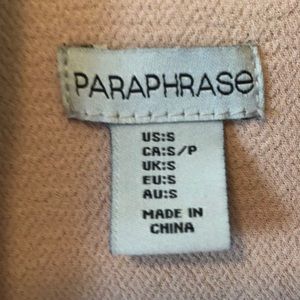 PARAPHRASe
US:S
CA:S/P
UK:S
EU:S
AU:S
MADE IN
CHINA